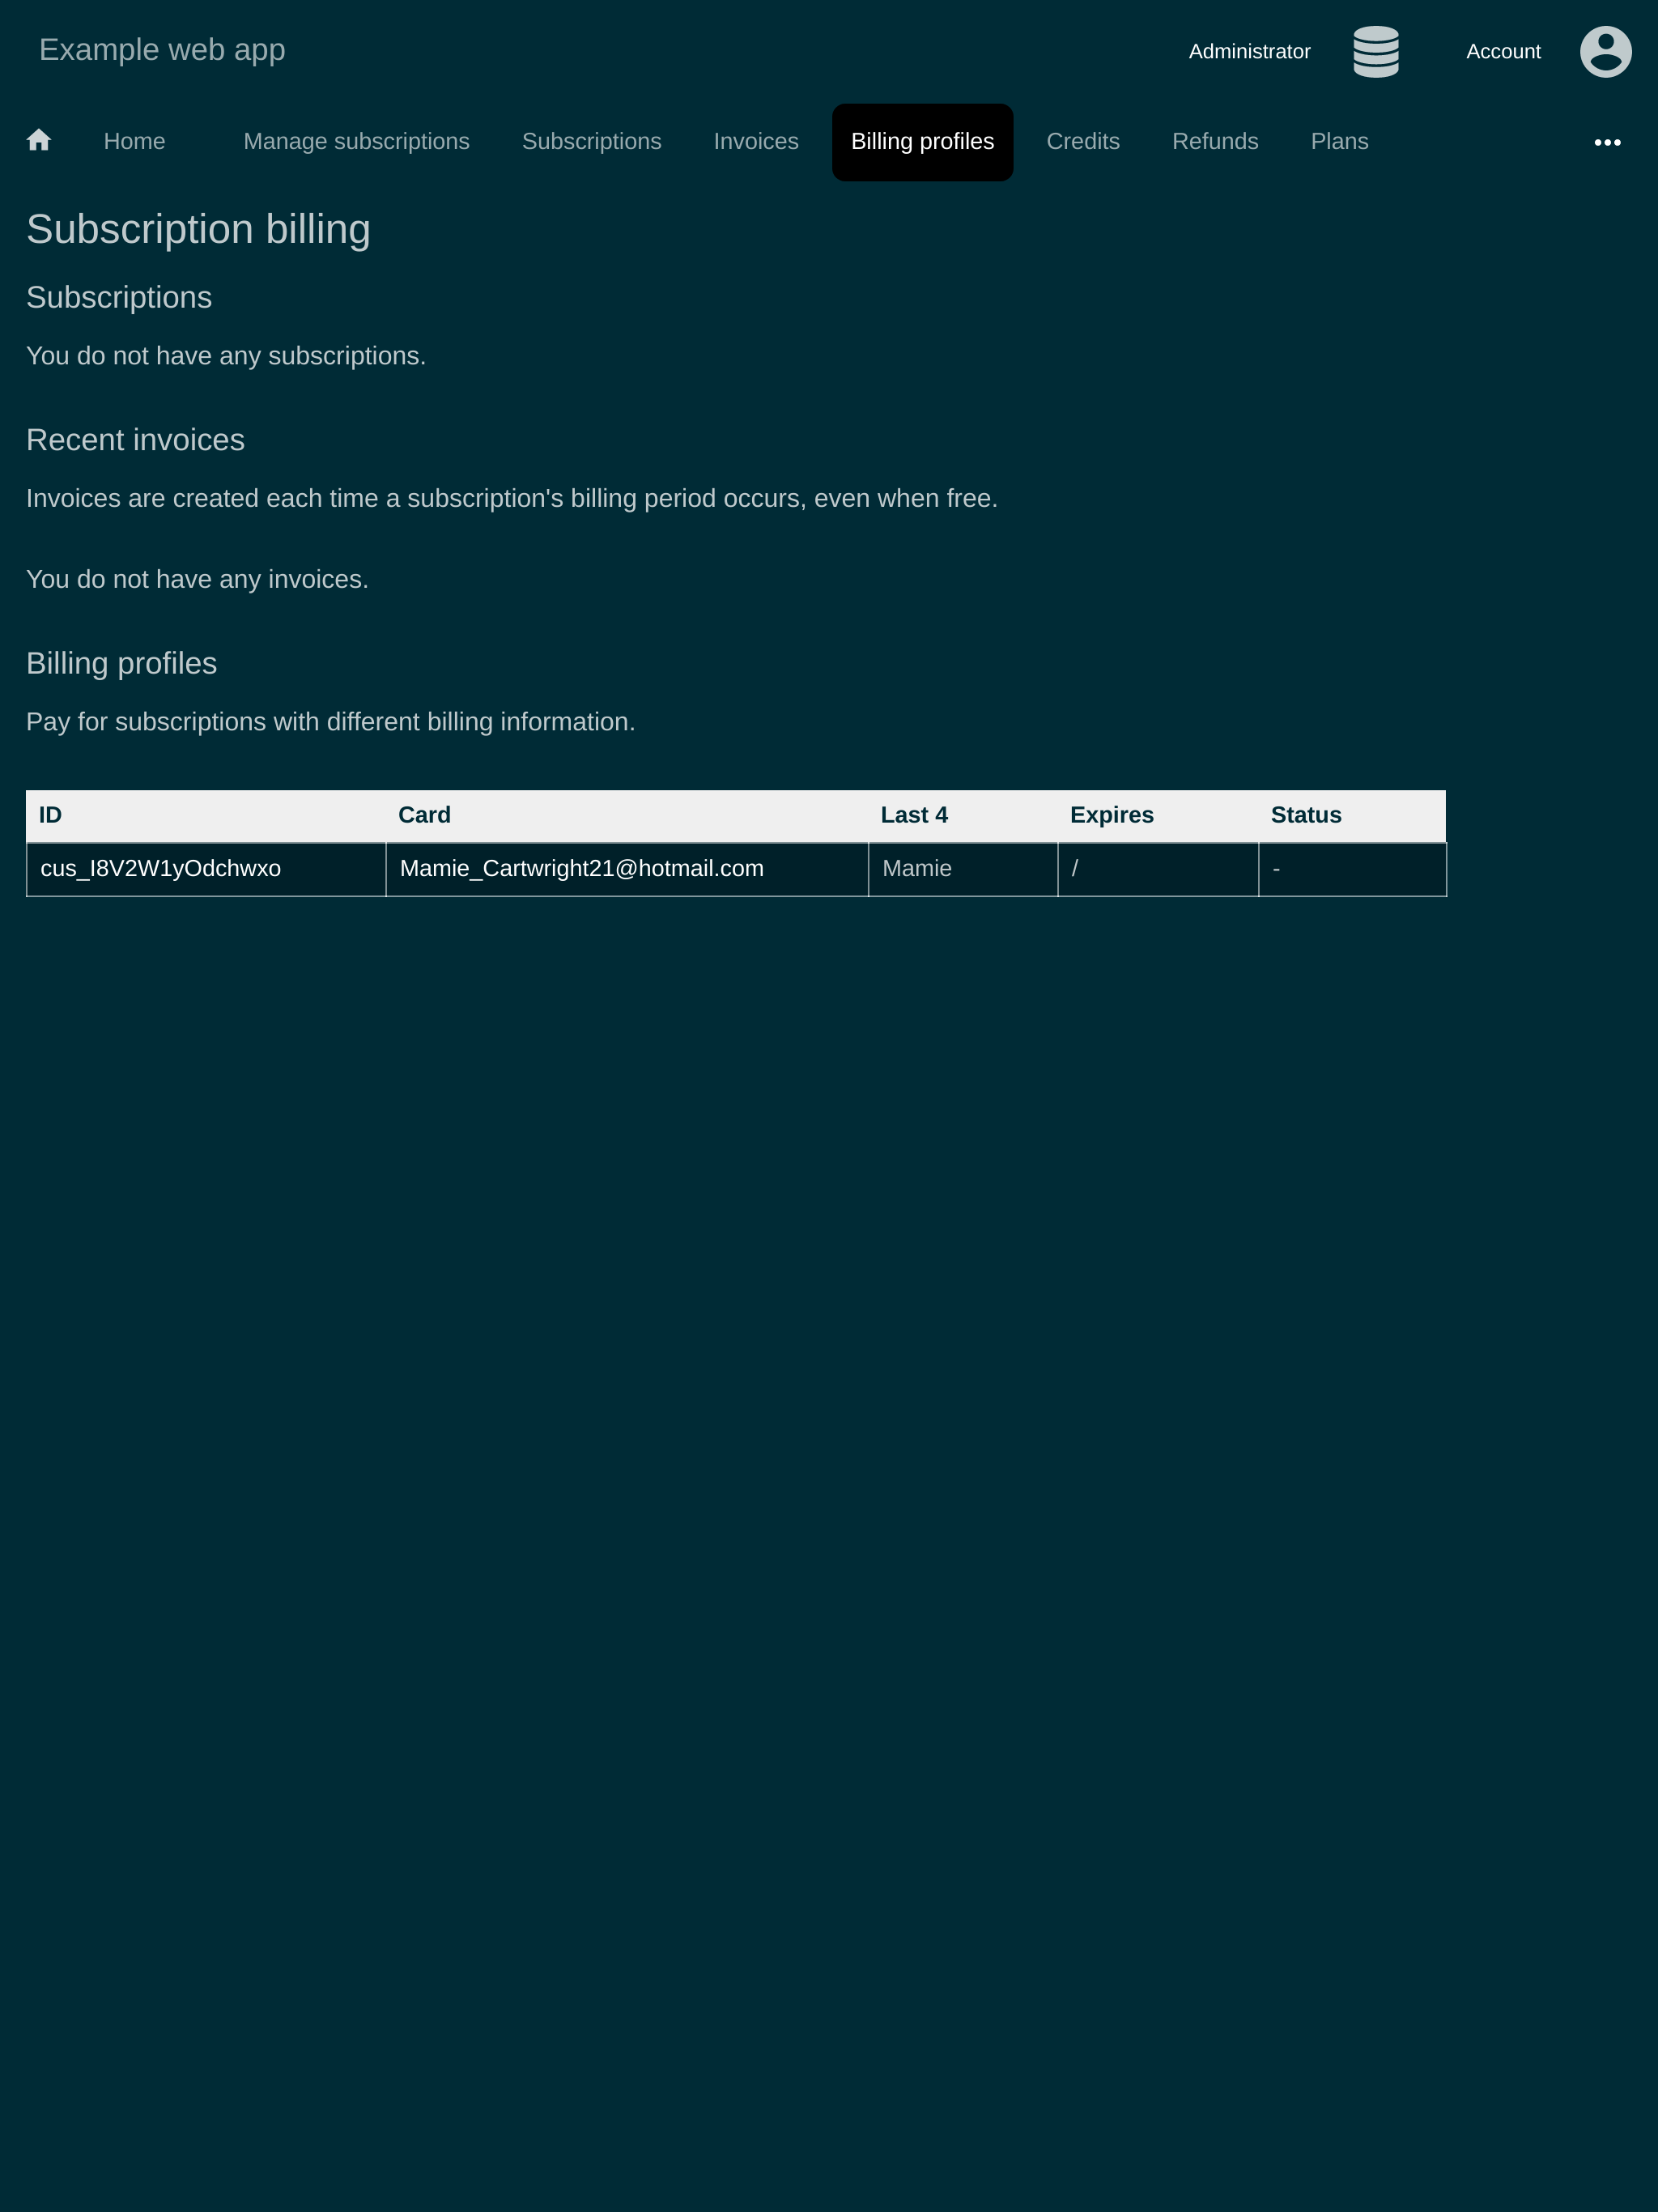 Example web app
Administrator Account
Home Manage subscriptions Subscriptions Invoices Billing profiles Credits Refunds Plans
Subscription billing
Subscriptions
You do not have any subscriptions.
Recent invoices
Invoices are created each time a subscription's billing period occurs, even when free.
You do not have any invoices.
Billing profiles
Pay for subscriptions with different billing information.
ID Card Last 4 Expires Status
cus_I8V2W1yOdchwxo Mamie_Cartwright21@hotmail.com Mamie / -